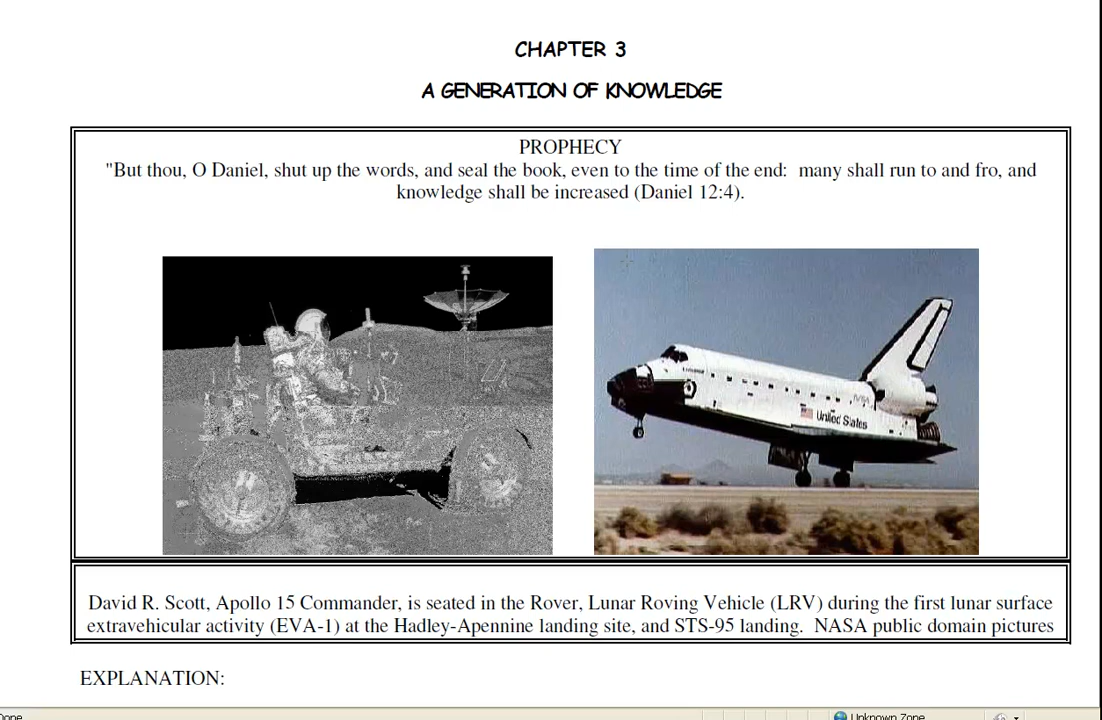 CHAPTER 3
A GENERATION OF KNOWLEDGE
PROPHECY
"But thou, O Daniel, shut up the words, and seal the book, even to the time of the end: many shall run to and fro, and
knowledge shall be increased (Daniel 12:4).
United States
David R. Scott, Apollo 15 Commander, is seated in the Rover, Lunar Roving Vehicle (LRV) during the first lunar surface
extravehicular activity (EVA-1) at the Hadley-Apennine landing site, and STS-95 landing. NASA public domain pictures
EXPLANATION:
Done
Unknown Zone